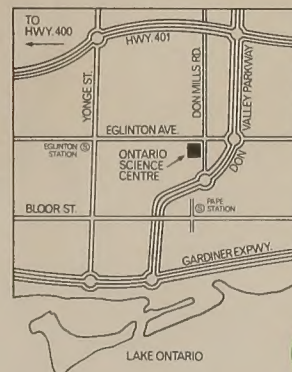 TO
HWY. 400
HWY. 401
YONGE ST.
DON MILLS RD.
VALLEY PARKWAY
DON
EGLINTON AVE.
EGLINTON
STATION
S
ONTARIO
SCIENCE
CENTRE
S
PAPE
STATION
BLOOR ST.
GARDINER EXPWY.
LAKE ONTARIO